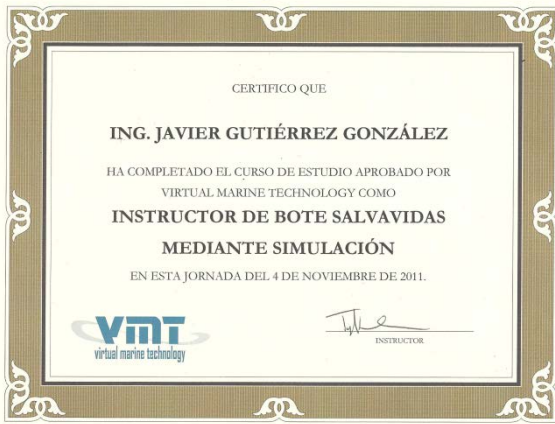 CERTIFICO QUE
ING. JAVIER GUTIÉRREZ GONZÁLEZ
HA COMPLETADO EL CURSO DE ESTUDIO APROBADO POR
VIRTUAL MARINE TECHNOLOGY COMO
INSTRUCTOR DE BOTE SALVAVIDAS
MEDIANTE SIMULACIÓN
EN ESTA JORNADA DEL 4 DE NOVIEMBRE DE 2011.
VMT
virtual marine technology
INSTRUCTOR